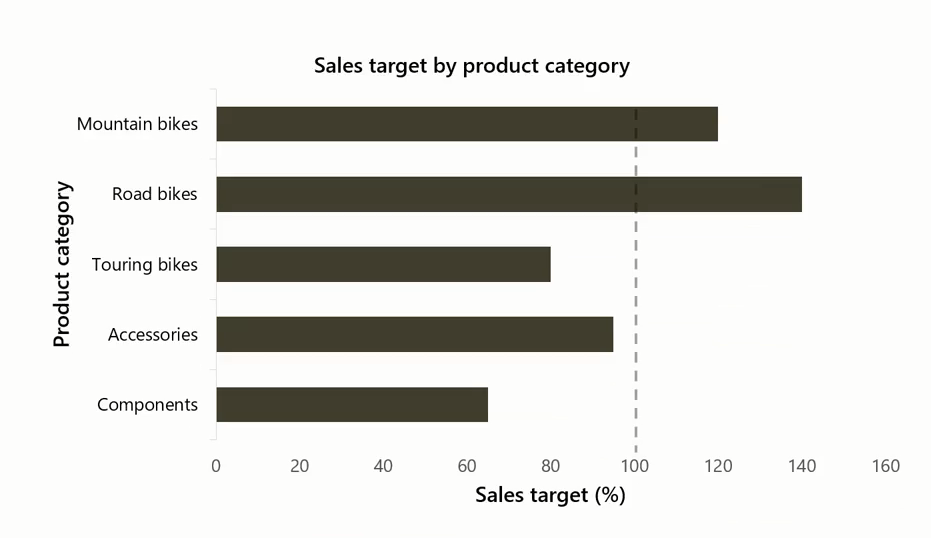 Sales target by product category
Product category
Mountain bikes
Road bikes
Touring bikes
Accessories
Components
0 20 40 60 80 100 120 140 160
Sales target (%)